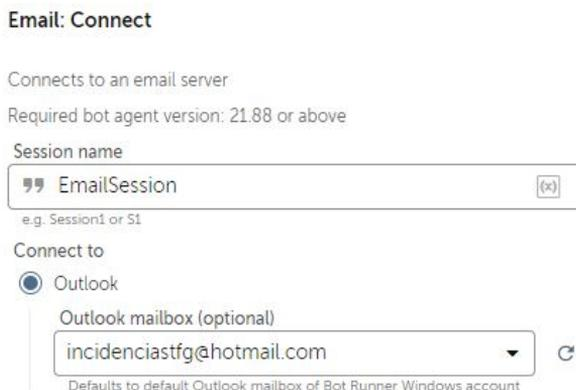 Email: Connect
Connects to an email server
Required bot agent version: 21.88 or above
Session name
EmailSession
(x)
e.g. Session1 or S1
Connect to
Outlook
Outlook mailbox (optional)
incidenciastfg@hotmail.com
Defaults to default Outlook mailbox of Bot Runner Windows account